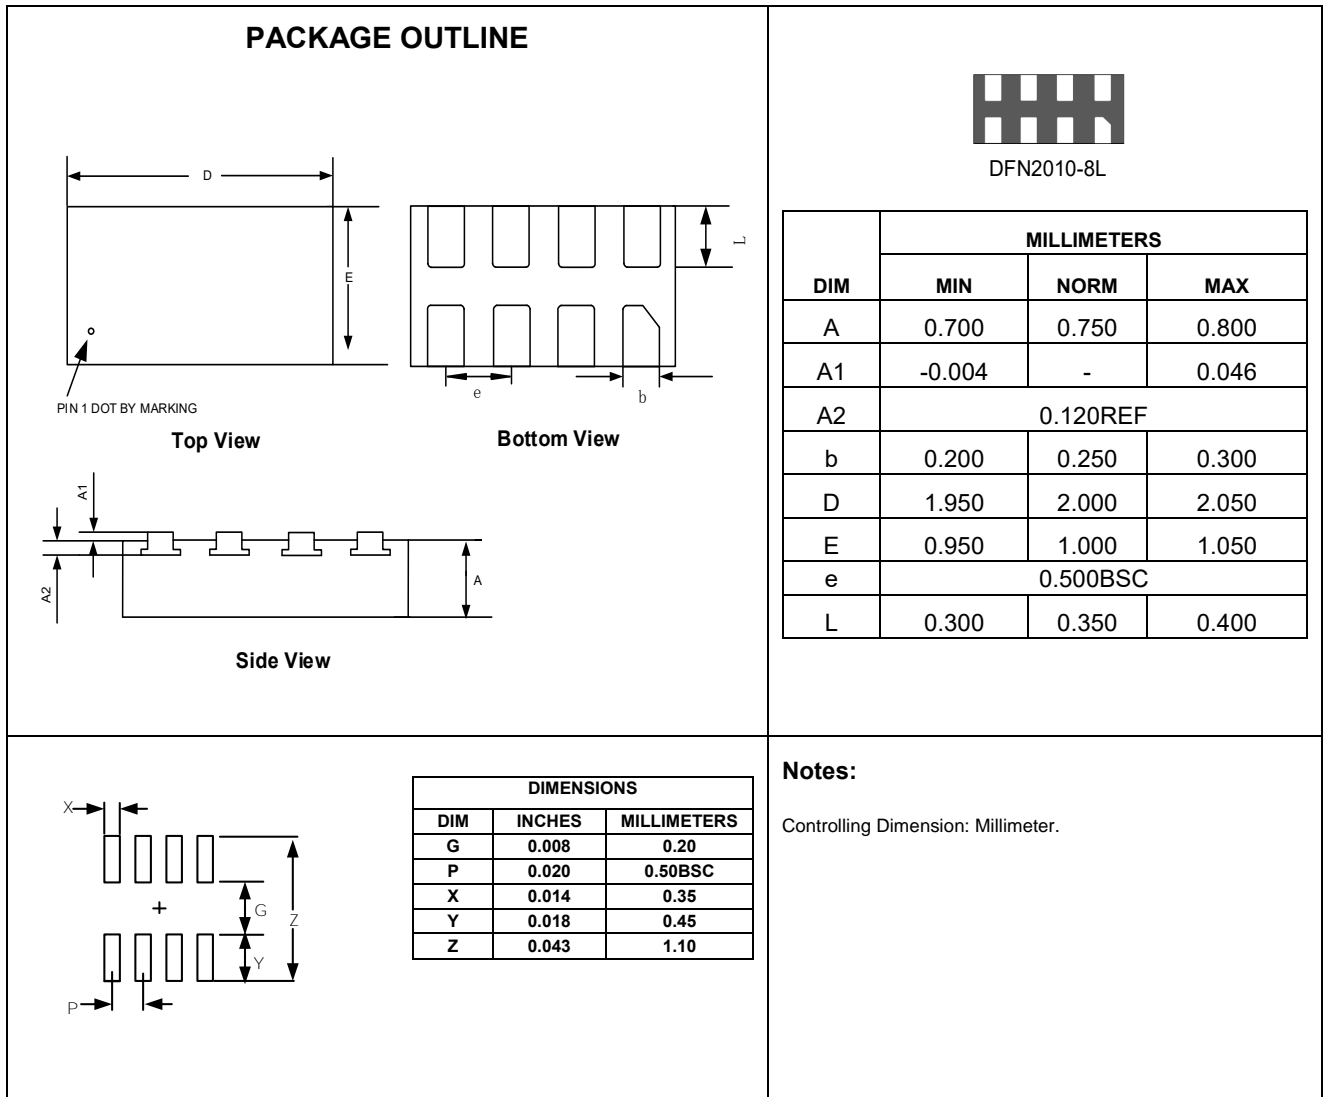 PACKAGE OUTLINE
D
E
PIN 1 DOT BY MARKING
Top View
L
e
b
Bottom View
A1
A2
A
Side View
DFN2010-8L
MILLIMETERS
DIM MIN NORM MAX
A 0.700 0.750 0.800
A1 -0.004 - 0.046
A2 0.120REF
b 0.200 0.250 0.300
D 1.950 2.000 2.050
E 0.950 1.000 1.050
e 0.500BSC
L 0.300 0.350 0.400
X
G
Z
Y
P
DIMENSIONS
DIM INCHES MILLIMETERS
G 0.008 0.20
P 0.020 0.50BSC
X 0.014 0.35
Y 0.018 0.45
Z 0.043 1.10
Notes:
Controlling Dimension: Millimeter.